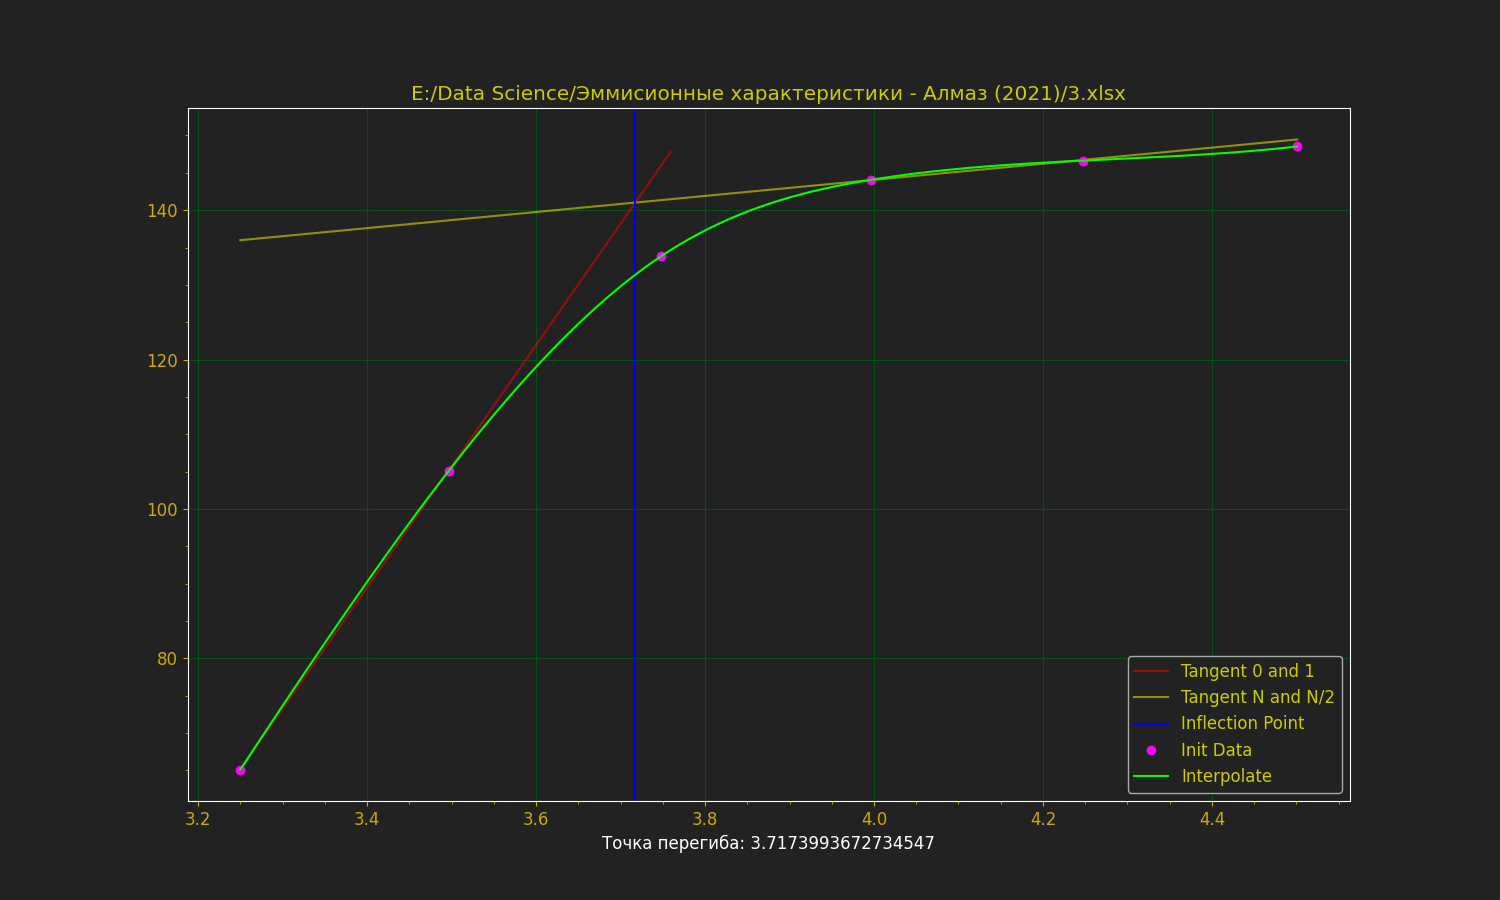 E:/Data Science/Эммисионные характеристики - Алмаз (2021)/3.xlsx
140
120
100
80
Tangent 0 and 1
Tangent N and N/2
Inflection Point
Init Data
Interpolate
3.2 3.4 3.6 3.8 4.0 4.2 4.4
Точка перегиба: 3.7173993672734547